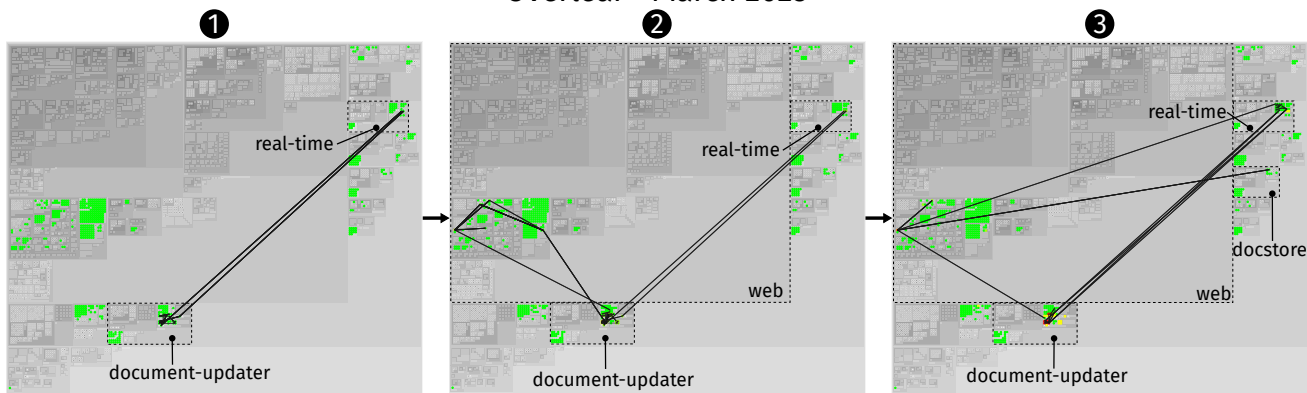 1
2
3
real-time
document-updater
real-time
web
document-updater
real-time
docstore
web
document-updater